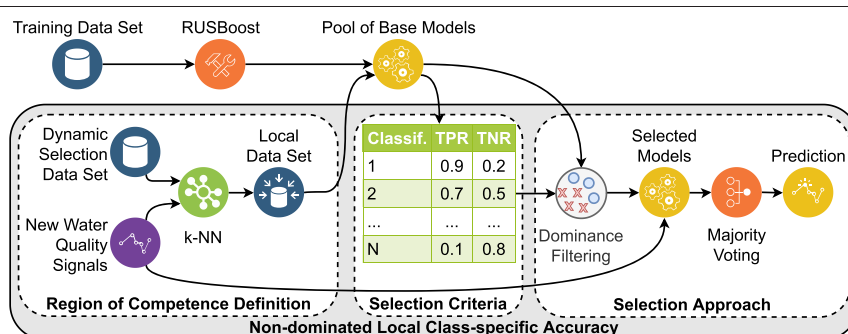 Training Data Set
RUSBoost
Pool of Base Models
Dynamic
Selection
Data Set
Local
Data Set
New Water
Quality
Signals
k-NN
Region of Competence Definition
Classif. TPR TNR
1 0.9 0.2
2 0.7 0.5
... ... ...
N 0.1 0.8
Selection Criteria
Dominance
Filtering
Selected
Models
Majority
Voting
Prediction
Selection Approach
Non-dominated Local Class-specific Accuracy